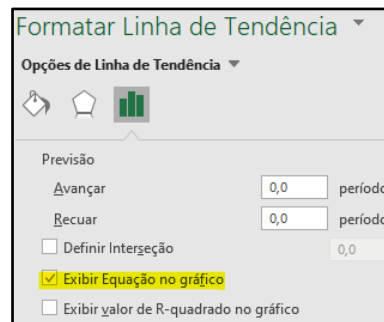 Formatar Linha de Tendência
Opções de Linha de Tendência
Previsão
Avançar 0,0
Recuar 0,0
Definir Interseção 0,0
Exibir Equação no gráfico
Exibir valor de R-quadrado no gráfico